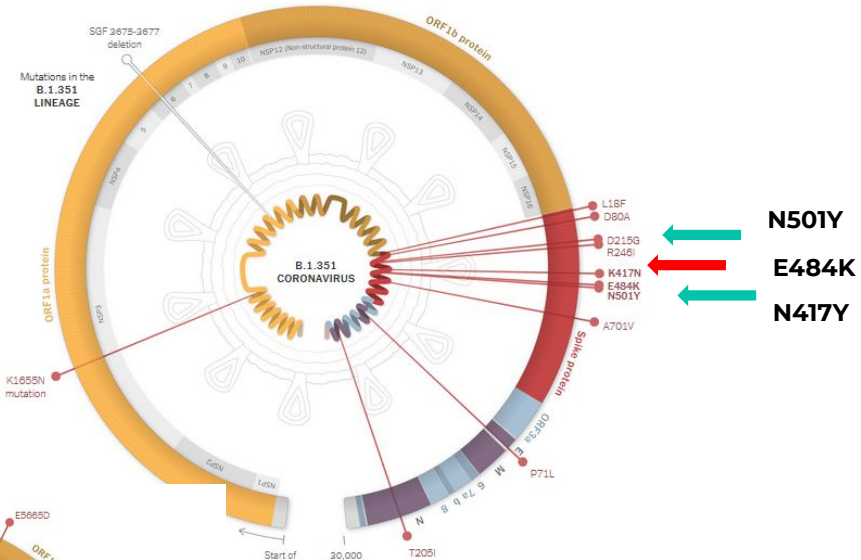 SGF 3675-3677
deletion
Mutations in the
B.1.351
LINEAGE
ORF1b protein
NSP12 (Non-structural protein 12)
NSP13
NSP14
NSP15
NSP16
10
9
8
7
6
5
NSP4
NSP3
NSP2
NSP1
ORF1a protein
B.1.351
CORONAVIRUS
L18F
D80A
D215G
R246I
K417N
E484K
N501Y
A701V
Spike protein
ORF3a
E
M
6
7a
b
8
N
P71L
T205I
K1655N
mutation
E5665D
ORF1
Start of
30,000
N501Y
E484K
N417Y